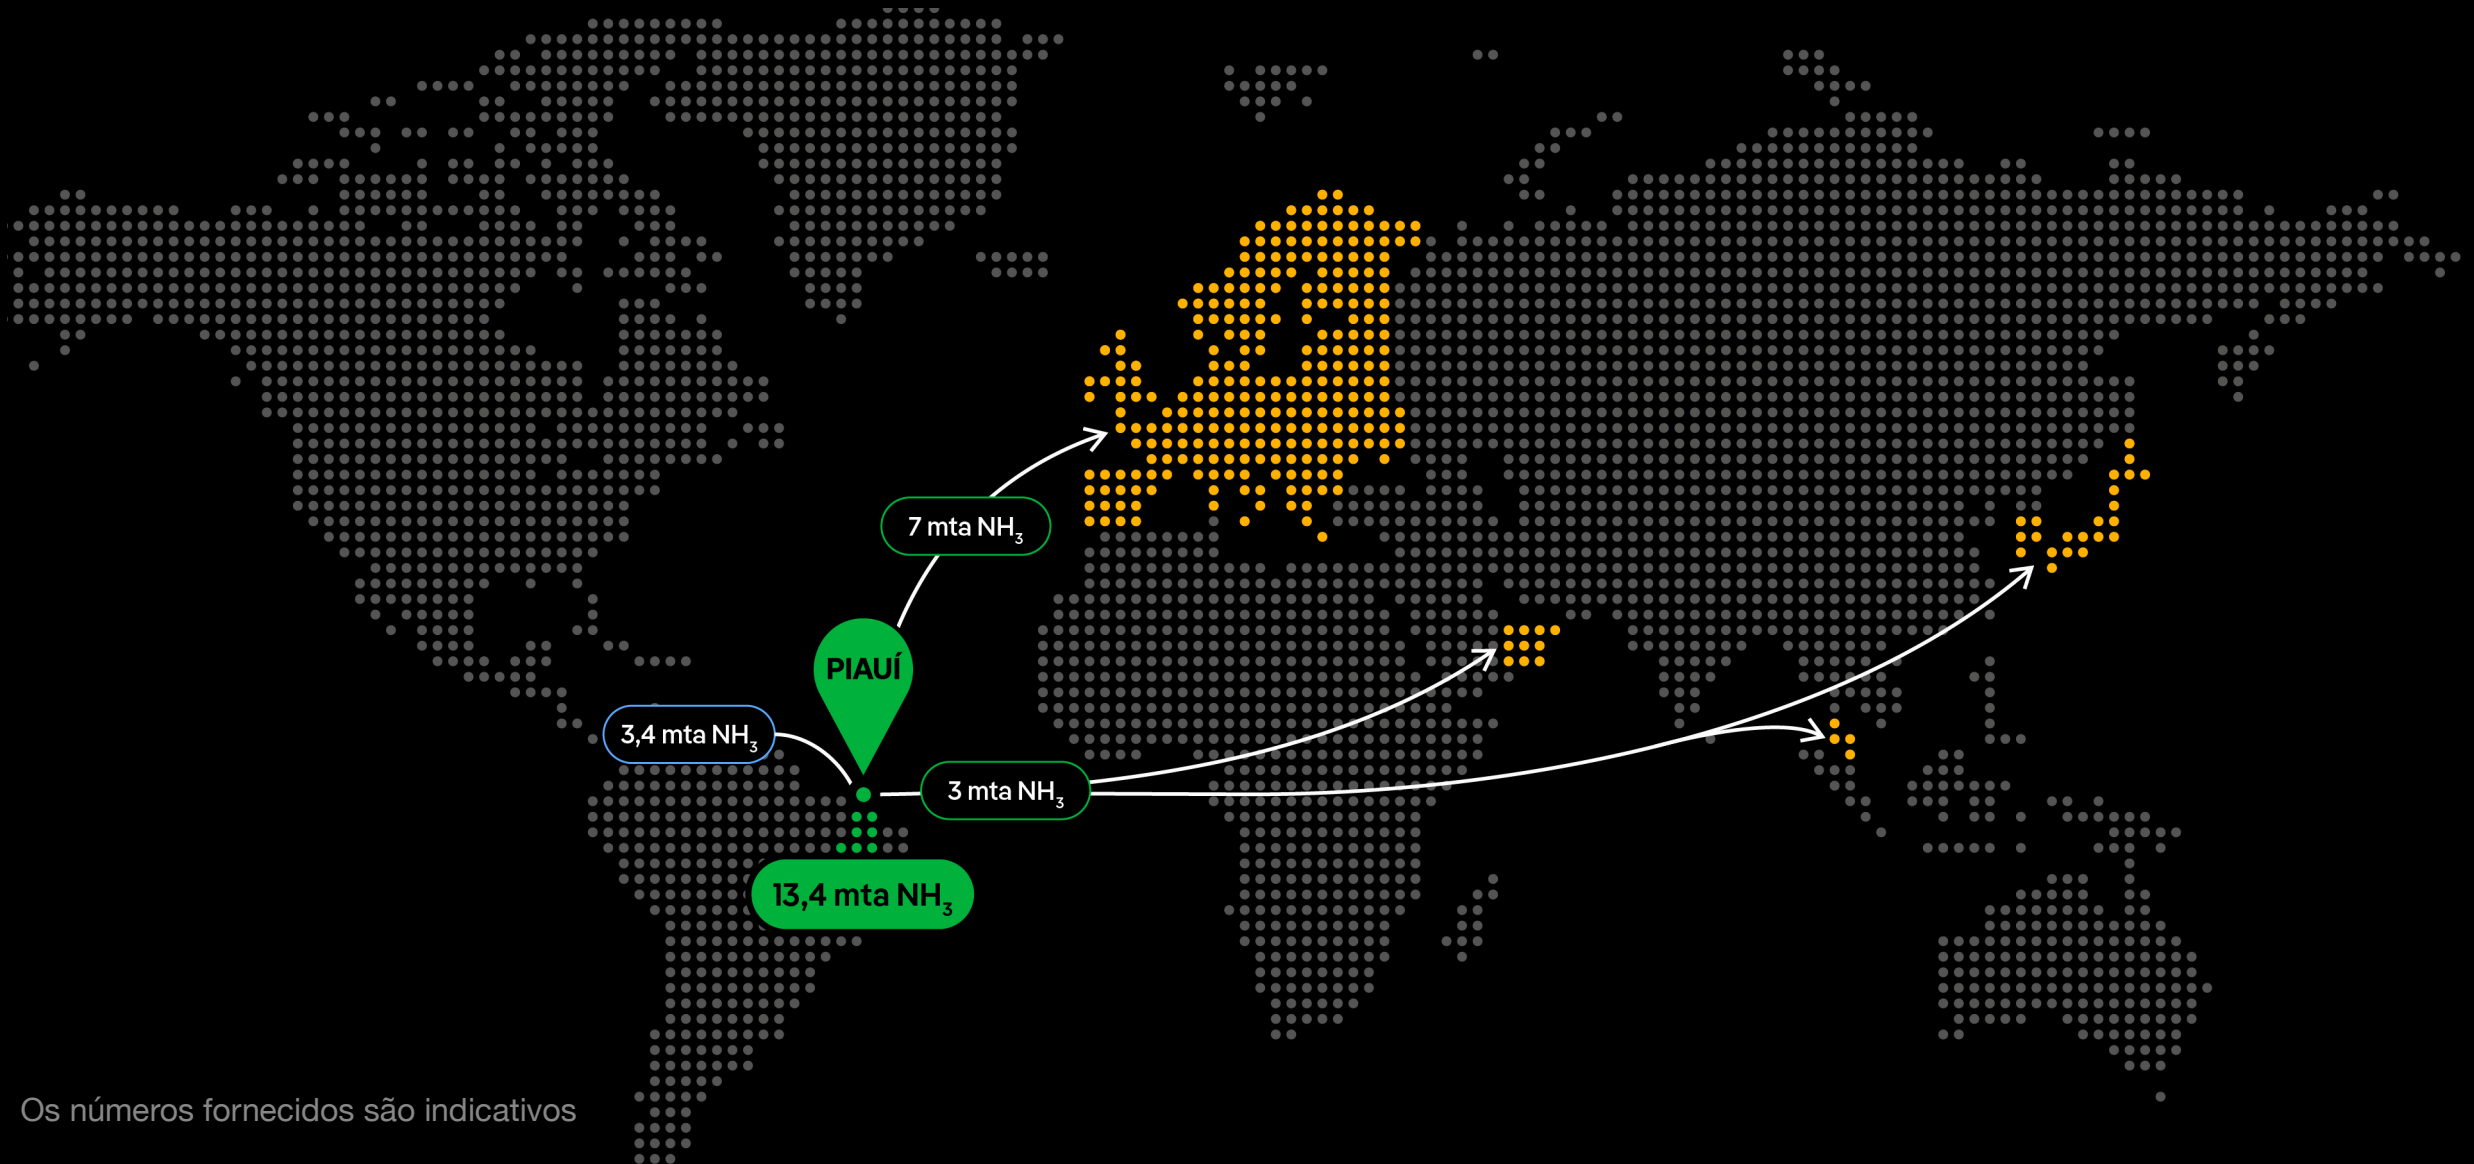 7 mta NH₃
PIAUÍ
3,4 mta NH₃
3 mta NH₃
13,4 mta NH₃
Os números fornecidos são indicativos